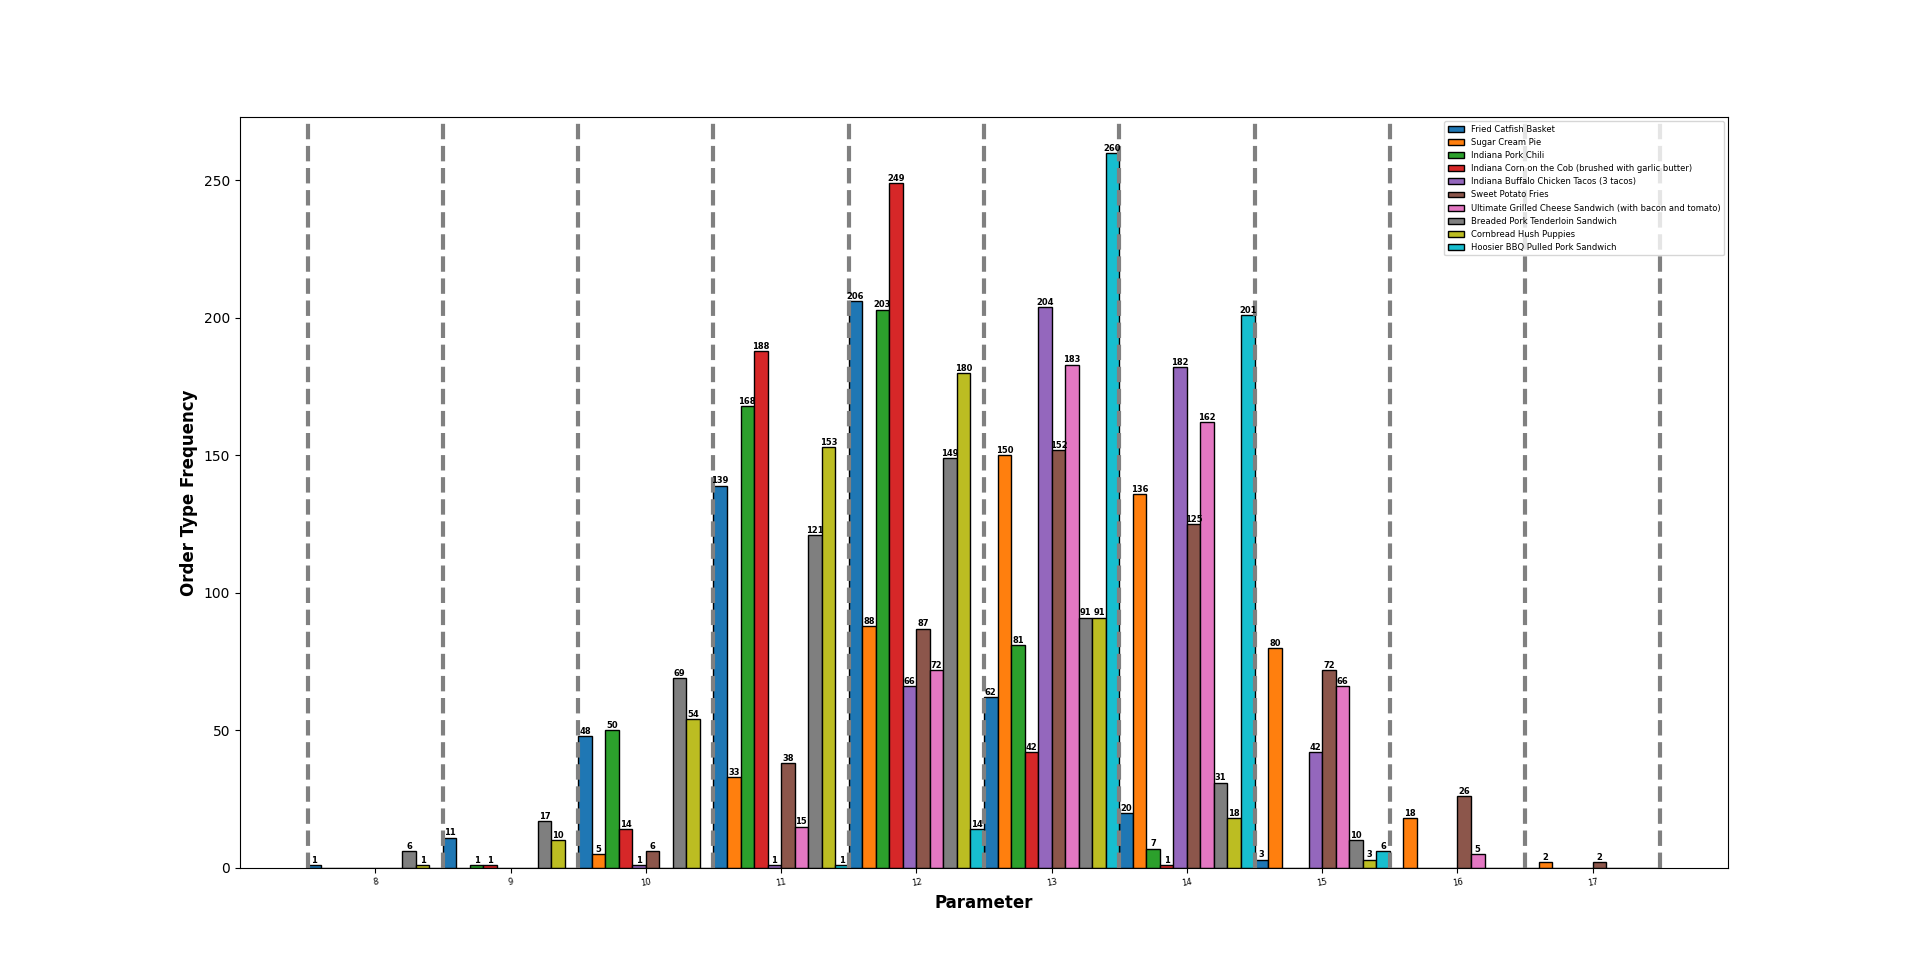 Fried Catfish Basket
Sugar Cream Pie
Indiana Pork Chili
Indiana Corn on the Cob (brushed with garlic butter)
Indiana Buffalo Chicken Tacos (3 tacos)
Sweet Potato Fries
Ultimate Grilled Cheese Sandwich (with bacon and tomato)
Breaded Pork Tenderloin Sandwich
Cornbread Hush Puppies
Hoosier BBQ Pulled Pork Sandwich
Order Type Frequency
250
200
150
100
50
0
1 6 1
11 1 1 17 10
48 5 50 14 1 6 69 54
139 33 168 188 1 38 15 121 153 1
206 88 203 249 66 87 72 149 180 14
62 150 81 42 204 152 183 91 91 260
20 136 7 1 182 125 162 31 18 201
3 80 42 72 66 10 3 6
18 26 5
2 2
8 9 10 11 12 13 14 15 16 17
Parameter